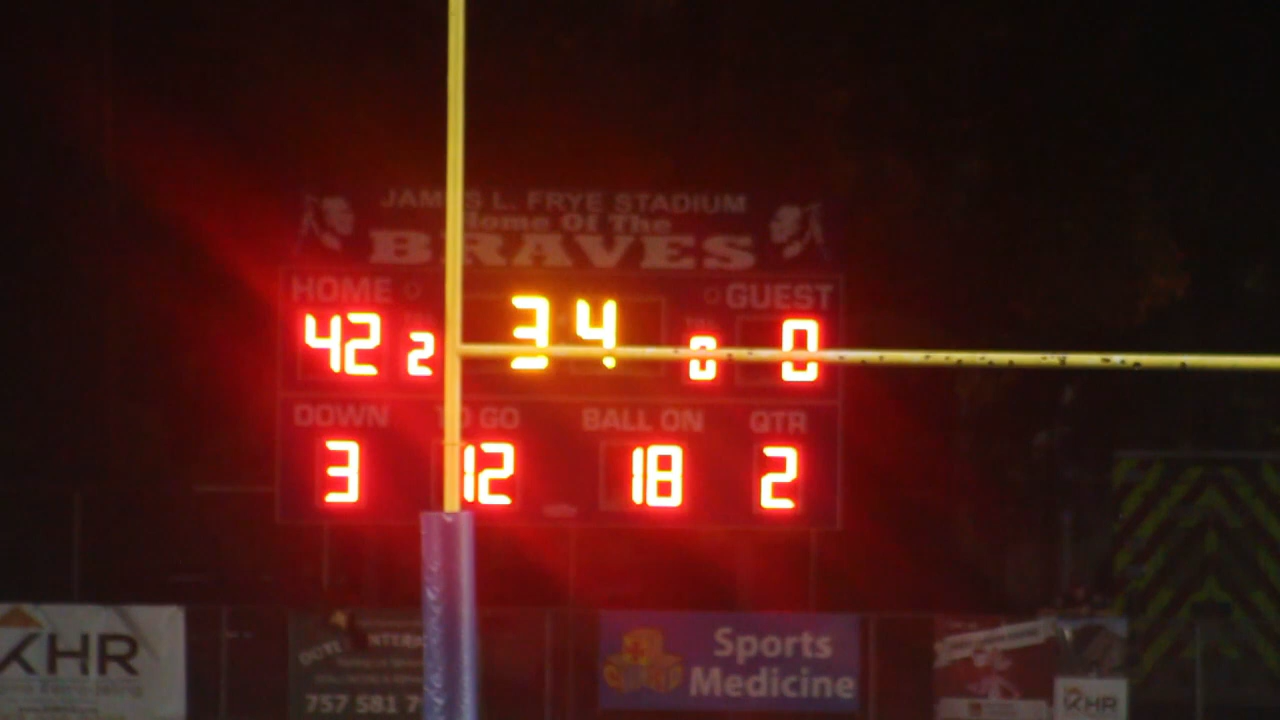 JAMES L. FRYE STADIUM
Home Of The
BRAVES
HOME GUEST
42 2 3 4 0 0
DOWN TO GO BALL ON QTR
3 12 18 2
KHR
757 581
Sports
Medicine
KHR